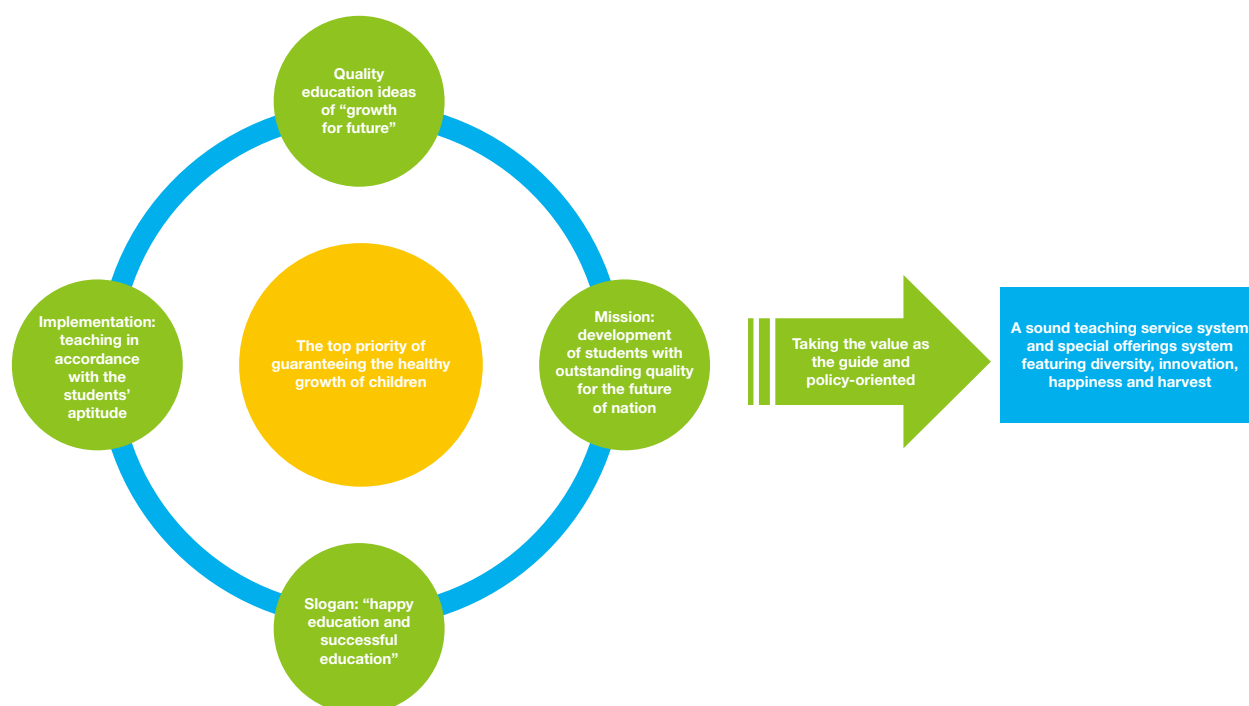 Quality
education ideas
of “growth
for future”
Implementation:
teaching in
accordance
with the
students’
aptitude
The top priority of
guaranteeing the healthy
growth of children
Mission:
development
of students with
outstanding quality
for the future
of nation
Slogan: “happy
education and
successful
education”
Taking the value as
the guide and
policy-oriented
A sound teaching service system
and special offerings system
featuring diversity, innovation,
happiness and harvest